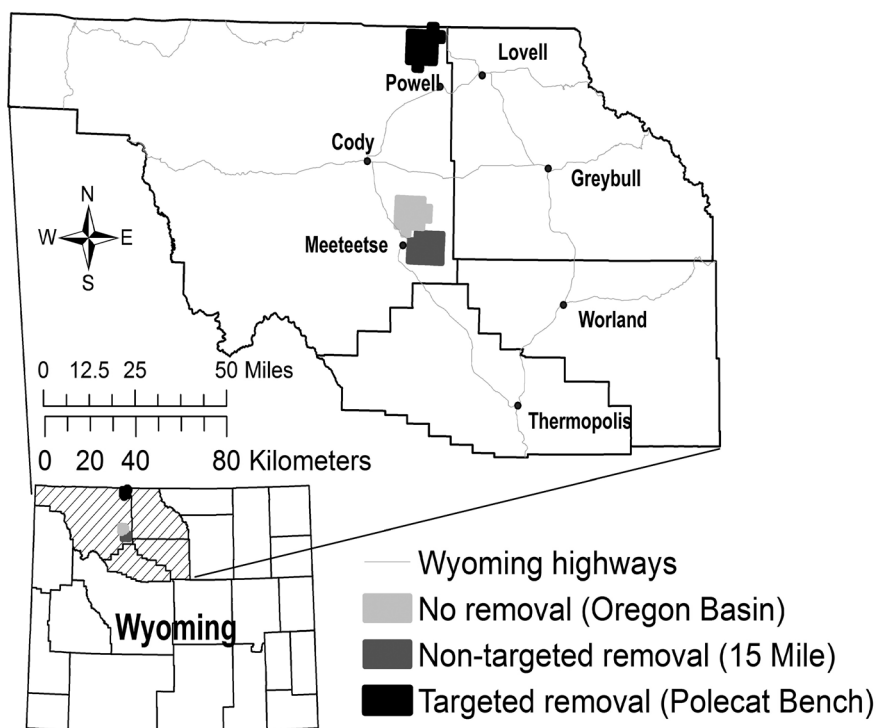 Lovell
Powell
Cody
Greybull
N
W E
S
Meeteetse
Worland
0 12.5 25 50 Miles
Thermopolis
0 20 40 80 Kilometers
Wyoming highways
No removal (Oregon Basin)
Wyoming
Non-targeted removal (15 Mile)
Targeted removal (Polecat Bench)